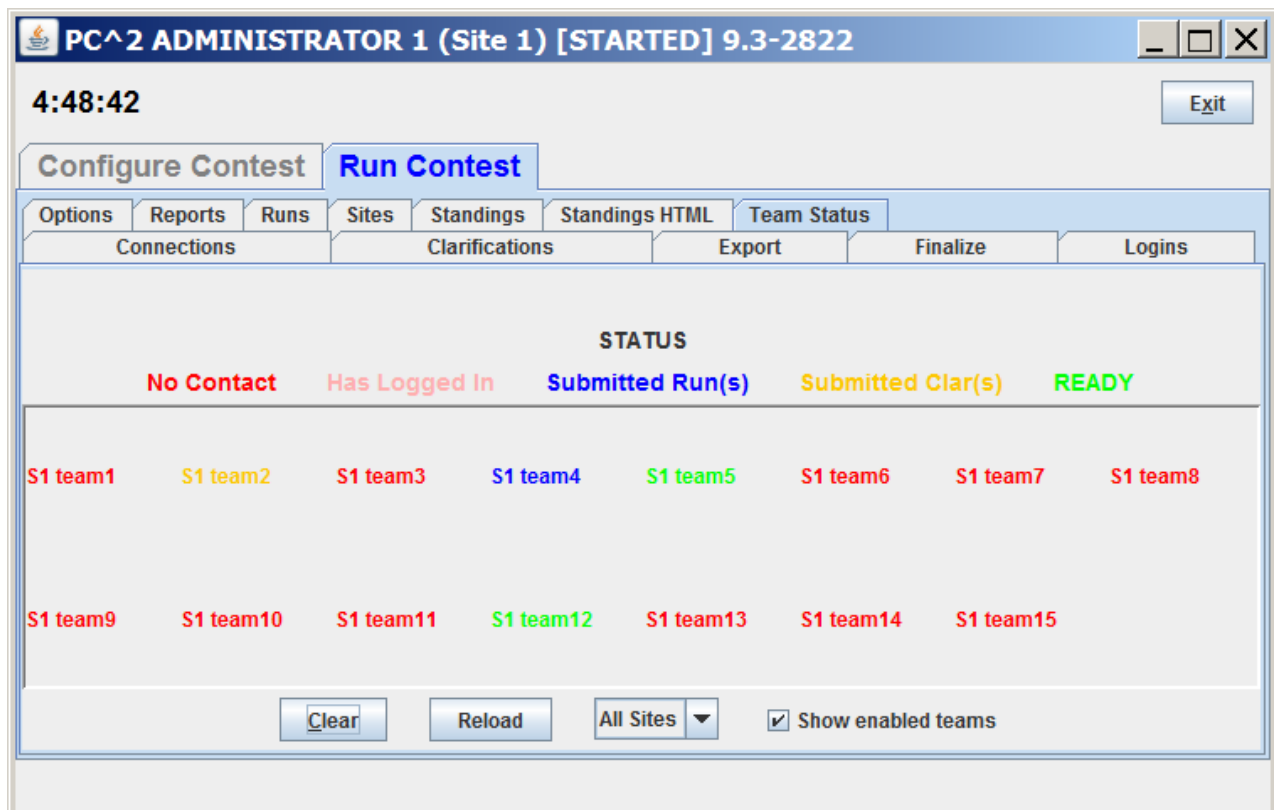 PC^2 ADMINISTRATOR 1 (Site 1) [STARTED] 9.3-2822
4:48:42 Exit
Configure Contest Run Contest
Options Reports Runs Sites Standings Standings HTML Team Status
Connections Clarifications Export Finalize Logins
STATUS
No Contact Has Logged In Submitted Run(s) Submitted Clar(s) READY
S1 team1 S1 team2 S1 team3 S1 team4 S1 team5 S1 team6 S1 team7 S1 team8
S1 team9 S1 team10 S1 team11 S1 team12 S1 team13 S1 team14 S1 team15
Clear Reload All Sites Show enabled teams